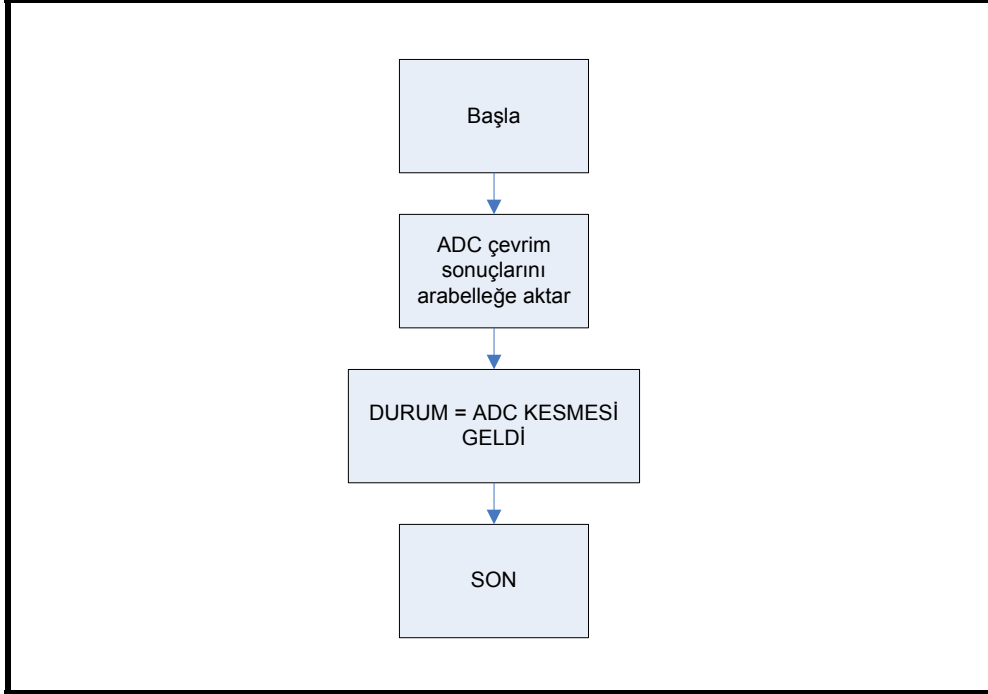 Başla
ADC çevrim
sonuçlarını
arabelleğe aktar
DURUM = ADC KESMESİ
GELDİ
SON